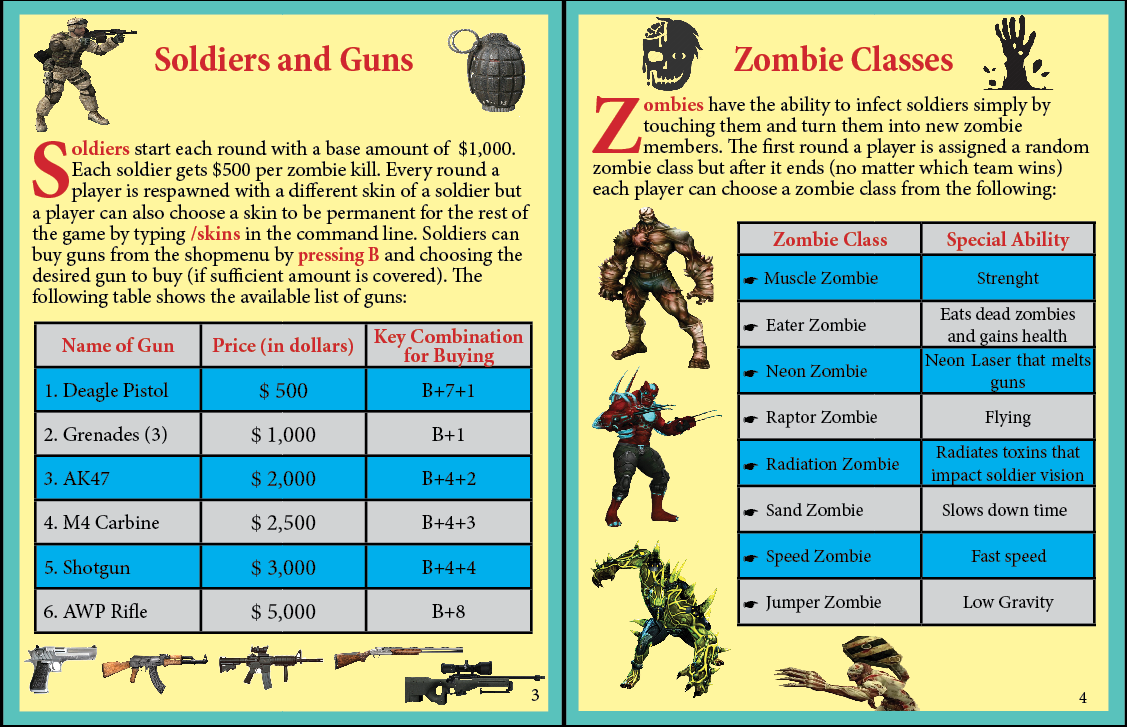 Soldiers and Guns
Soldiers start each round with a base amount of $1,000.
Each soldier gets $500 per zombie kill. Every round a
player is respawned with a different skin of a soldier but
a player can also choose a skin to be permanent for the rest of
the game by typing /skins in the command line. Soldiers can
buy guns from the shopmenu by pressing B and choosing the
desired gun to buy (if sufficient amount is covered). The
following table shows the available list of guns:
Name of Gun Price (in dollars) Key Combination
for Buying
1. Deagle Pistol $ 500 B+7+1
2. Grenades (3) $ 1,000 B+1
3. AK47 $ 2,000 B+4+2
4. M4 Carbine $ 2,500 B+4+3
5. Shotgun $ 3,000 B+4+4
6. AWP Rifle $ 5,000 B+8
3
Zombie Classes
Zombies have the ability to infect soldiers simply by
touching them and turn them into new zombie
members. The first round a player is assigned a random
zombie class but after it ends (no matter which team wins)
each player can choose a zombie class from the following:
Zombie Class Special Ability
Muscle Zombie Strenght
Eater Zombie Eats dead zombies
and gains health
Neon Zombie Neon Laser that melts
guns
Raptor Zombie Flying
Radiation Zombie Radiates toxins that
impact soldier vision
Sand Zombie Slows down time
Speed Zombie Fast speed
Jumper Zombie Low Gravity
4